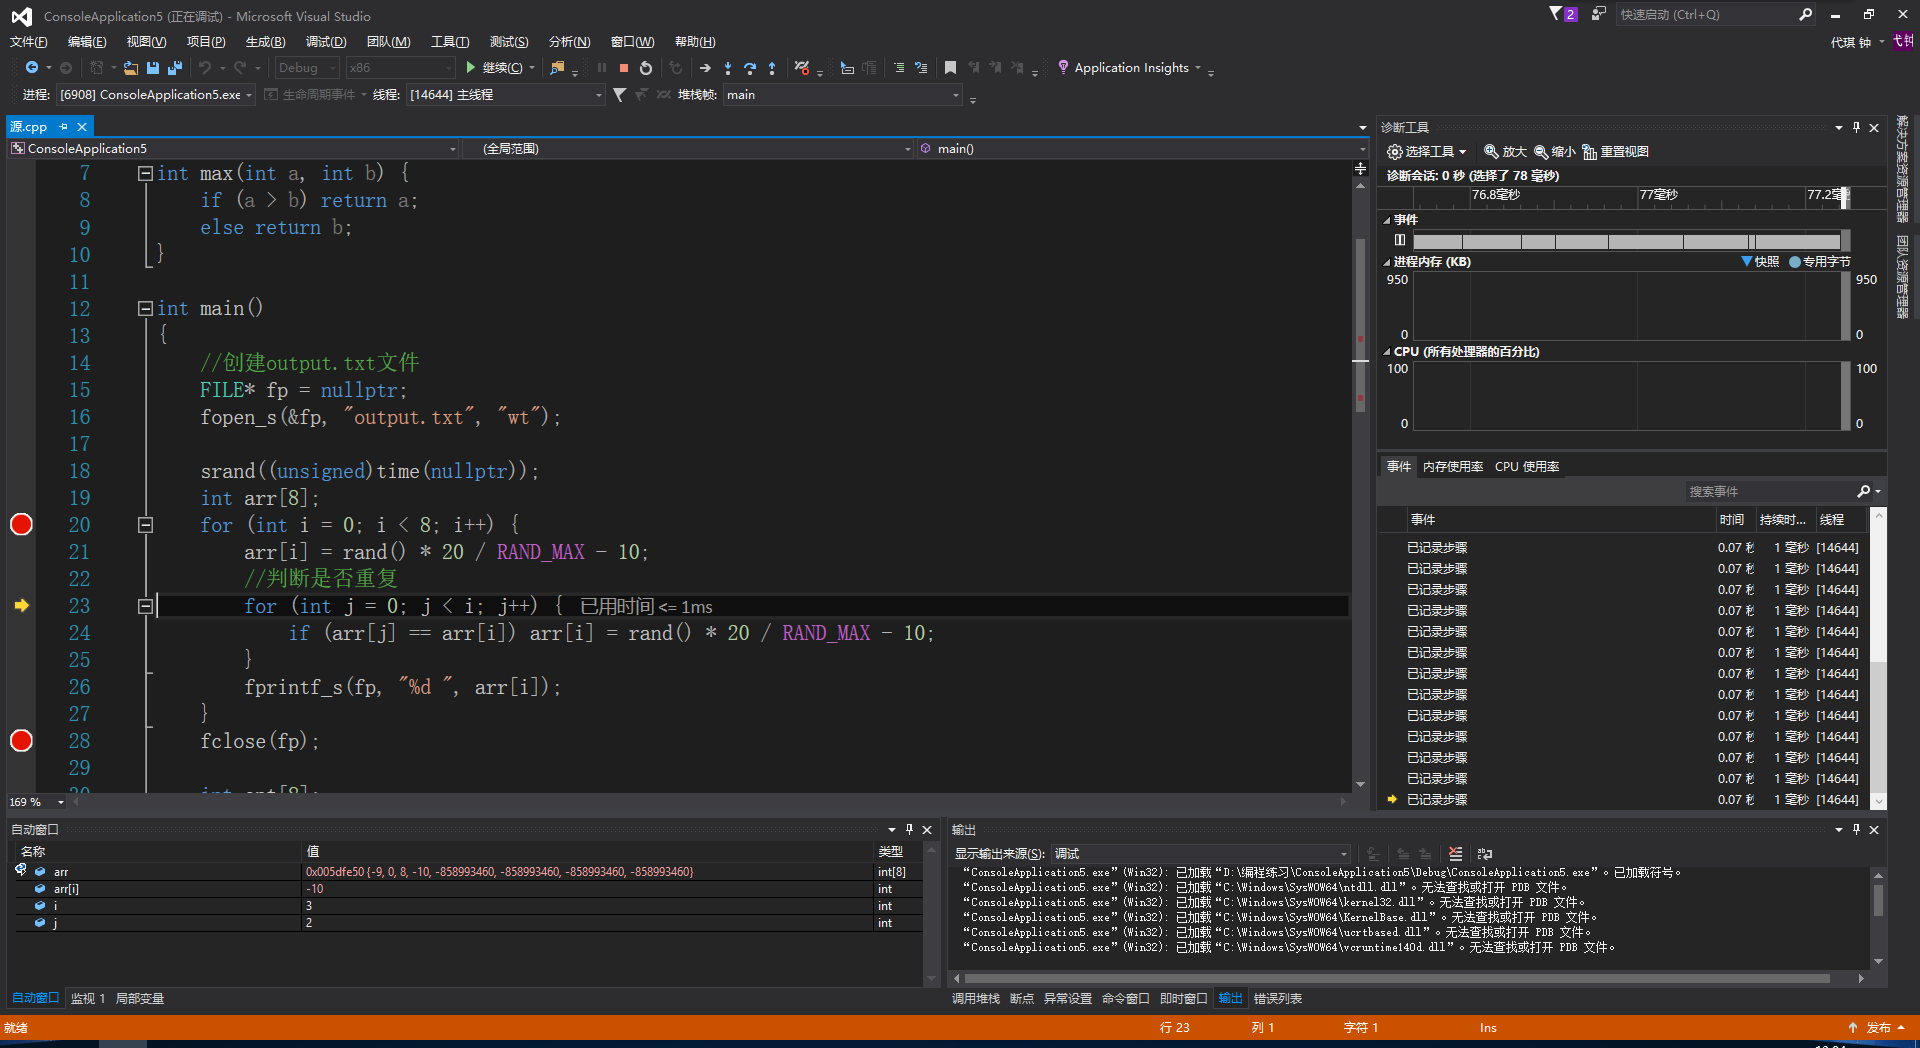 ConsoleApplication5 (正在调试) - Microsoft Visual Studio
2
快速启动 (Ctrl+Q)
文件(F) 编辑(E) 视图(V) 项目(P) 生成(B) 调试(D) 团队(M) 工具(T) 测试(S) 分析(N) 窗口(W) 帮助(H)
代琪 钟 弋钟
Debug x86 继续(C) Application Insights
进程: [6908] ConsoleApplication5.exe 生命周期事件 线程: [14644] 主线程 堆栈帧: main
源.cpp
ConsoleApplication5 (全局范围) main()
7 int max(int a, int b) {
8 if (a > b) return a;
9 else return b;
10 }
11
12 int main()
13 {
14 //创建output.txt文件
15 FILE* fp = nullptr;
16 fopen_s(&fp, "output.txt", "wt");
17
18 srand((unsigned)time(nullptr));
19 int arr[8];
20 for (int i = 0; i < 8; i++) {
21 arr[i] = rand() * 20 / RAND_MAX - 10;
22 //判断是否重复
23 for (int j = 0; j < i; j++) { 已用时间 <= 1ms
24 if (arr[j] == arr[i]) arr[i] = rand() * 20 / RAND_MAX - 10;
25 }
26 fprintf_s(fp, "%d ", arr[i]);
27 }
28 fclose(fp);
29
169 %
诊断工具
选择工具 放大 缩小 重置视图
诊断会话: 0 秒 (选择了 78 毫秒)
76.8毫秒 77毫秒 77.2毫
事件
进程内存 (KB) 快照 专用字节
950 950
0 0
CPU (所有处理器的百分比)
100 100
0 0
事件 内存使用率 CPU 使用率
搜索事件
事件 时间 持续时... 线程
已记录步骤 0.07 秒 1 毫秒 [14644]
已记录步骤 0.07 秒 1 毫秒 [14644]
已记录步骤 0.07 秒 1 毫秒 [14644]
已记录步骤 0.07 秒 1 毫秒 [14644]
已记录步骤 0.07 秒 1 毫秒 [14644]
已记录步骤 0.07 秒 1 毫秒 [14644]
已记录步骤 0.07 秒 1 毫秒 [14644]
已记录步骤 0.07 秒 1 毫秒 [14644]
已记录步骤 0.07 秒 1 毫秒 [14644]
已记录步骤 0.07 秒 1 毫秒 [14644]
已记录步骤 0.07 秒 1 毫秒 [14644]
已记录步骤 0.07 秒 1 毫秒 [14644]
已记录步骤 0.07 秒 1 毫秒 [14644]
解决方案资源管理器
团队资源管理器
自动窗口
名称 值 类型
arr 0x005dfe50 {-9, 0, 8, -10, -858993460, -858993460, -858993460, -858993460} int[8]
arr[i] -10 int
i 3 int
j 2 int
自动窗口 监视 1 局部变量
输出
显示输出来源(S): 调试
“ConsoleApplication5.exe”(Win32): 已加载“D:\编程练习\ConsoleApplication5\Debug\ConsoleApplication5.exe”。已加载符号。
“ConsoleApplication5.exe”(Win32): 已加载“C:\Windows\SysWOW64\ntdll.dll”。无法查找或打开 PDB 文件。
“ConsoleApplication5.exe”(Win32): 已加载“C:\Windows\SysWOW64\kernel32.dll”。无法查找或打开 PDB 文件。
“ConsoleApplication5.exe”(Win32): 已加载“C:\Windows\SysWOW64\KernelBase.dll”。无法查找或打开 PDB 文件。
“ConsoleApplication5.exe”(Win32): 已加载“C:\Windows\SysWOW64\ucrtbased.dll”。无法查找或打开 PDB 文件。
“ConsoleApplication5.exe”(Win32): 已加载“C:\Windows\SysWOW64\vcruntime140d.dll”。无法查找或打开 PDB 文件。
调用堆栈 断点 异常设置 命令窗口 即时窗口 输出 错误列表
就绪 行 23 列 1 字符 1 Ins 发布